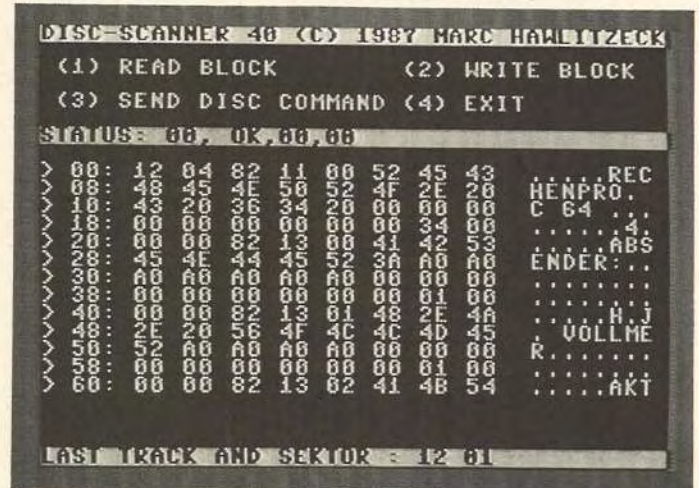 DISC-SCANNER 40 (C) 1987 MARC HAWLITZECK
(1) READ BLOCK (2) WRITE BLOCK
(3) SEND DISC COMMAND (4) EXIT
STATUS: 00, OK,00,00
> 00: 12 04 82 11 00 52 45 43 .....REC
> 08: 48 45 4E 50 52 4F 2E 20 HENPRO.
> 10: 43 20 36 34 20 00 00 00 C 64 ...
> 18: 00 00 00 00 00 00 34 00 ......4.
> 20: 00 00 82 13 00 41 42 53 .....ABS
> 28: 45 4E 44 45 52 3A A0 A0 ENDER:..
> 30: A0 A0 A0 A0 A0 00 00 00 ........
> 38: 00 00 00 00 00 00 01 00 ........
> 40: 00 00 82 13 01 48 2E 4A .....H.J
> 48: 2E 20 56 4F 4C 4C 4D 45 . VOLLME
> 50: 52 A0 A0 A0 A0 00 00 00 R.......
> 58: 00 00 00 00 00 00 01 00 ........
> 60: 00 00 82 13 02 41 4B 54 .....AKT
LAST TRACK AND SEKTOR : 12 01